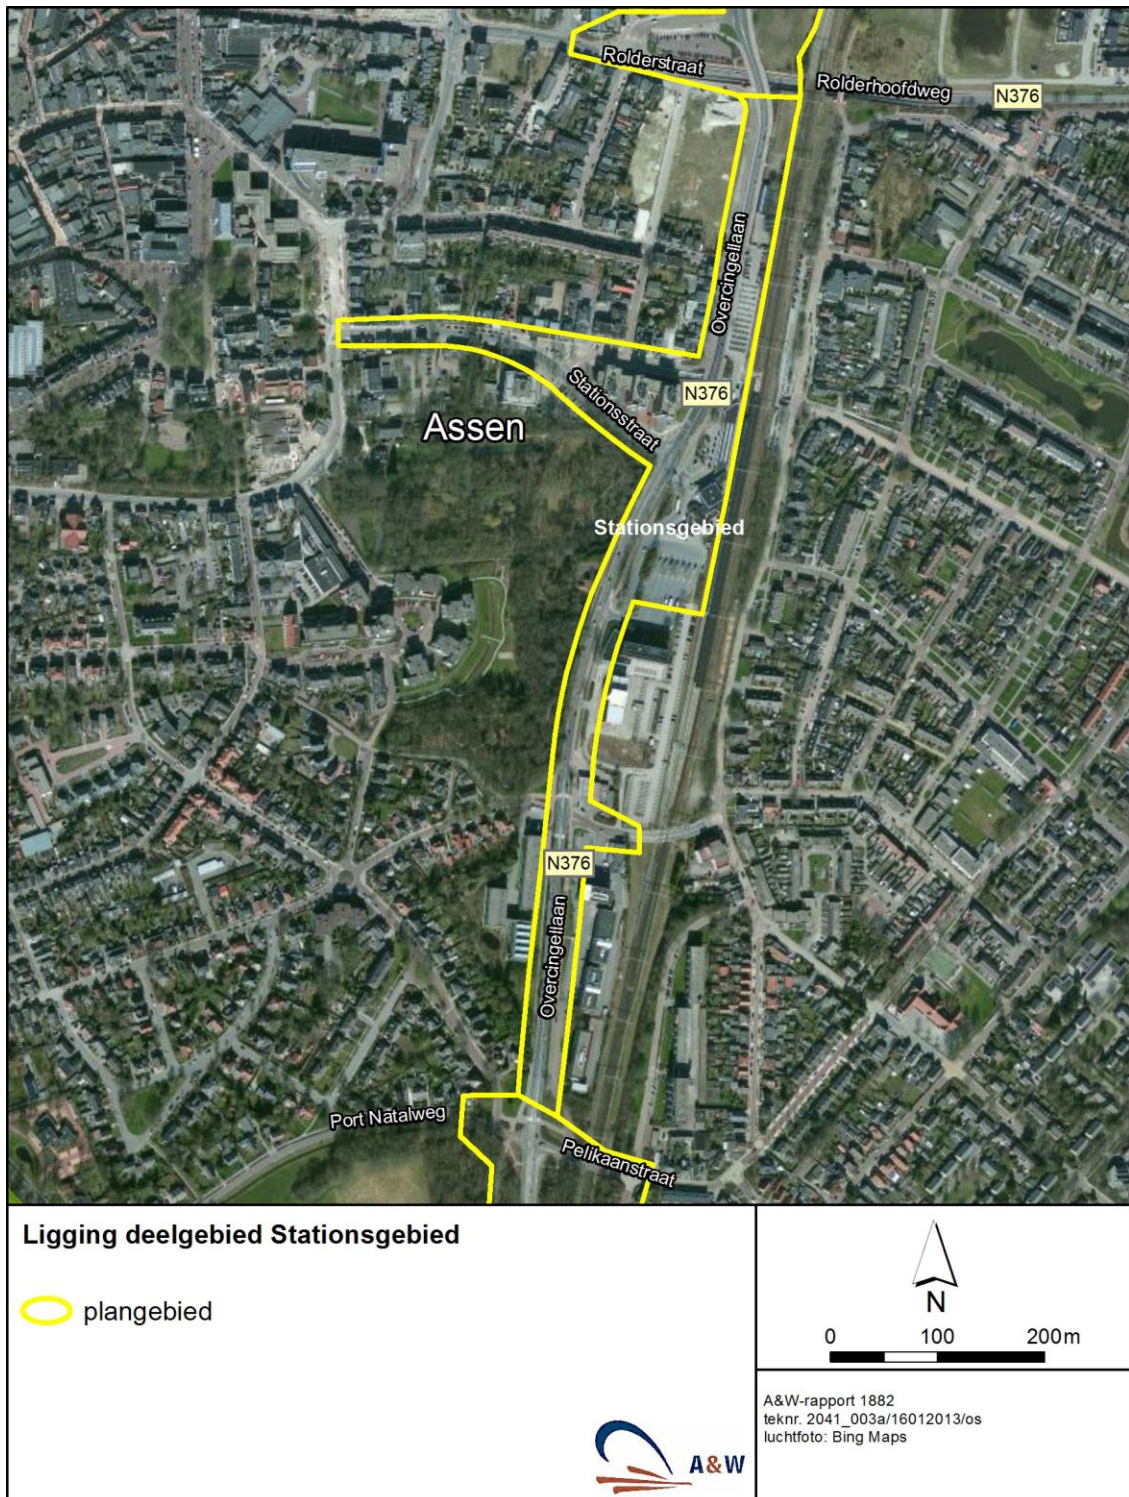 Rolderstraat
Rolderhoofdweg
N376
Overcingellaan
N376
Stationsstraat
Assen
Stationsgebied
N376
Overcingellaan
Port Natalweg
Pelikaanstraat
Ligging deelgebied Stationsgebied
plangebied
N
0 100 200m
A&W-rapport 1882
teknr. 2041_003a/16012013/os
luchtfoto: Bing Maps
A&W